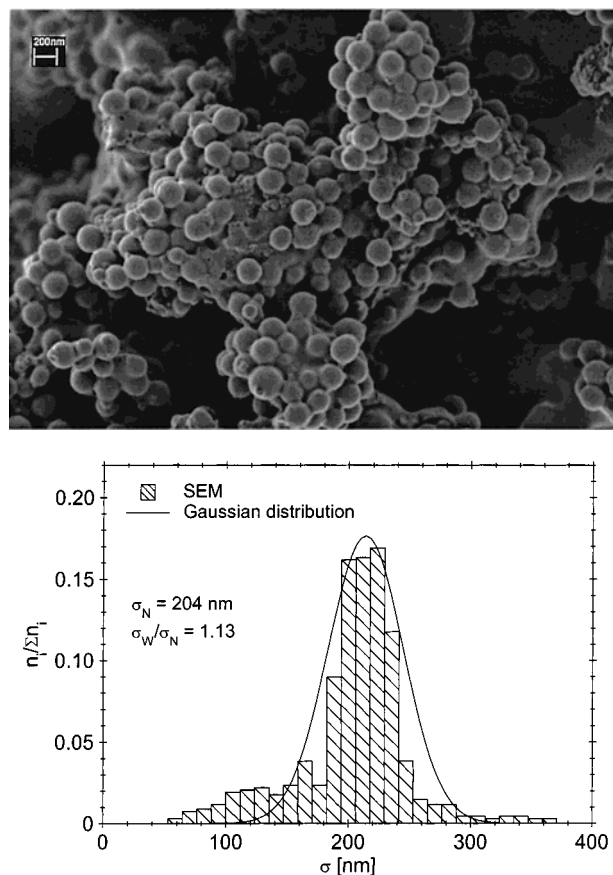 200nm
SEM
Gaussian distribution
σN = 204 nm
σW/σN = 1.13
0.20
0.15
0.10
0.05
0
ni/Σni
0 100 200 300 400
σ [nm]